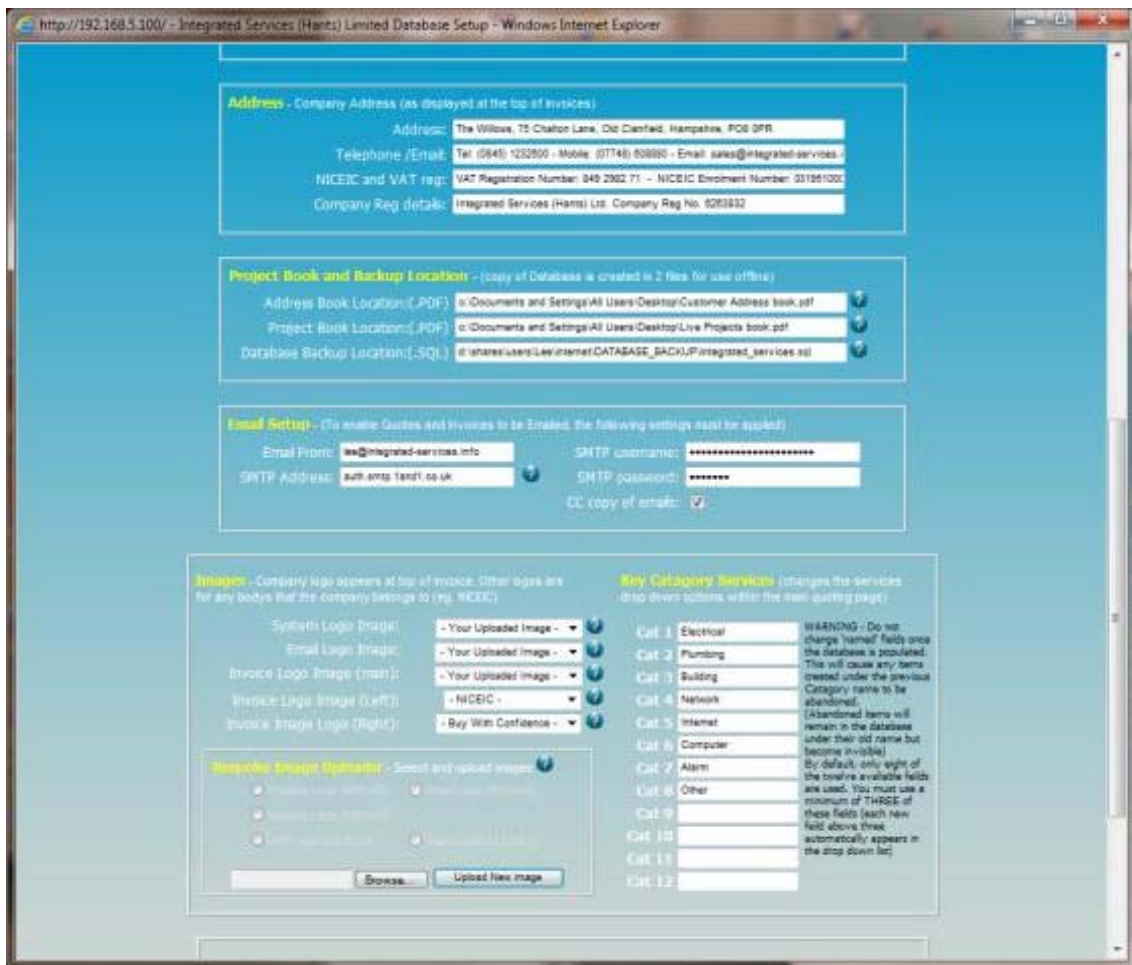 http://192.168.5.100/ - Integrated Services (Hants) Limited Database Setup - Windows Internet Explorer
Address - Company Address (as displayed at the top of invoices)
Address: The Willows, 75 Chalton Lane, Old Clanfield, Hampshire, PO8 0PR
Telephone /Email: Tel: (0845) 1232600 - Mobile: (07748) - Email: sales@integrated-services.
NICEIC and VAT reg: VAT Registration Number: 849 2982 71 - NICEIC Enrolment Number:
Company Reg details: Integrated Services (Hants) Ltd. Company Reg No. 6263832
Project Book and Backup Location - (copy of Database is created in 2 files for use offline)
Address Book Location:(.PDF) c:\Documents and Settings\All Users\Desktop\Customer Address book.pdf
Project Book Location:(.PDF) c:\Documents and Settings\All Users\Desktop\Live Projects book.pdf
Database Backup Location:(.SQL) d:\shares\users\Lee\internet\DATABASE_BACKUP\integrated_services.sql
Email Setup - (To enable Quotes and Invoices to be Emailed, the following settings must be applied)
Email From: lee@integrated-services.info SMTP username:
SMTP Address: auth.smtp.1and1.co.uk SMTP password:
CC copy of emails:
Images - Company logo appears at top of invoice. Other logos are
for any bodys that the company belongs to (eg. NICEIC)
System Logo Image: - Your Uploaded Image -
Email Logo Image: - Your Uploaded Image -
Invoice Logo Image (main): - Your Uploaded Image -
Invoice Logo Image (Left): - NICEIC -
Invoice Image Logo (Right): - Buy With Confidence -
Bespoke Image Uploader - Select and upload images
Browse... Upload New Image
Key Catagory Services (changes the services
drop down options within the main quoting page)
Cat 1 Electrical
Cat 2 Plumbing
Cat 3 Building
Cat 4 Network
Cat 5 Internet
Cat 6 Computer
Cat 7 Alarm
Cat 8 Other
Cat 9
Cat 10
Cat 11
Cat 12
WARNING - Do not
change 'named' fields once
the database is populated.
This will cause any items
created under the previous
Catagory name to be
abandoned.
(Abandoned items will
remain in the database
under their old name but
become invisible)
By default, only eight of
the twelve available fields
are used. You must use a
minimum of THREE of
these fields (each new
field above three
automatically appears in
the drop down list)